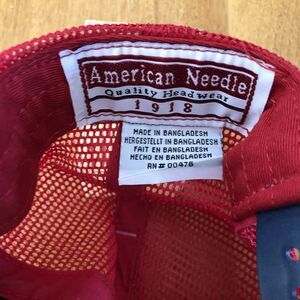 American Needle
Quality Headwear
1918
MADE IN BANGLADESH
HERGESTELLT IN BANGLADESH
FAIT EN BANGLADESH
HECHO EN BANGLADESH
RN# 00476